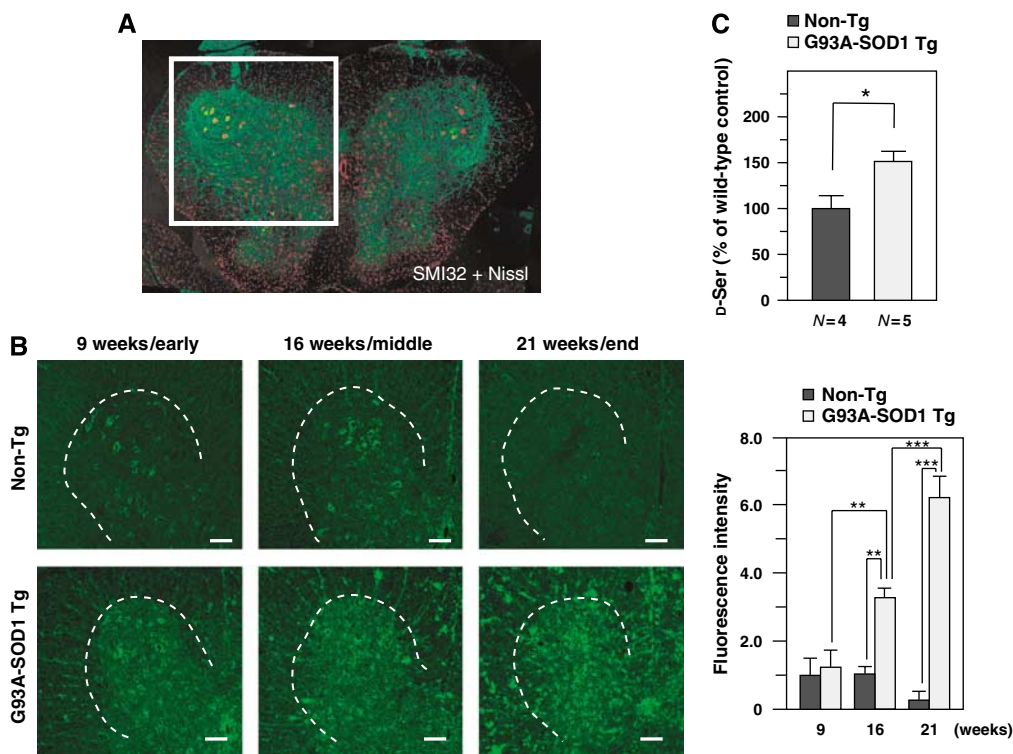 A
SMI32 + Nissl
B
9 weeks/early
16 weeks/middle
21 weeks/end
Non-Tg
G93A-SOD1 Tg
C
Non-Tg
G93A-SOD1 Tg
D-Ser (% of wild-type control)
200
150
100
50
0
*
N=4
N=5
Non-Tg
G93A-SOD1 Tg
Fluorescence intensity
8.0
6.0
4.0
2.0
0
***
***
**
**
9
16
21
(weeks)